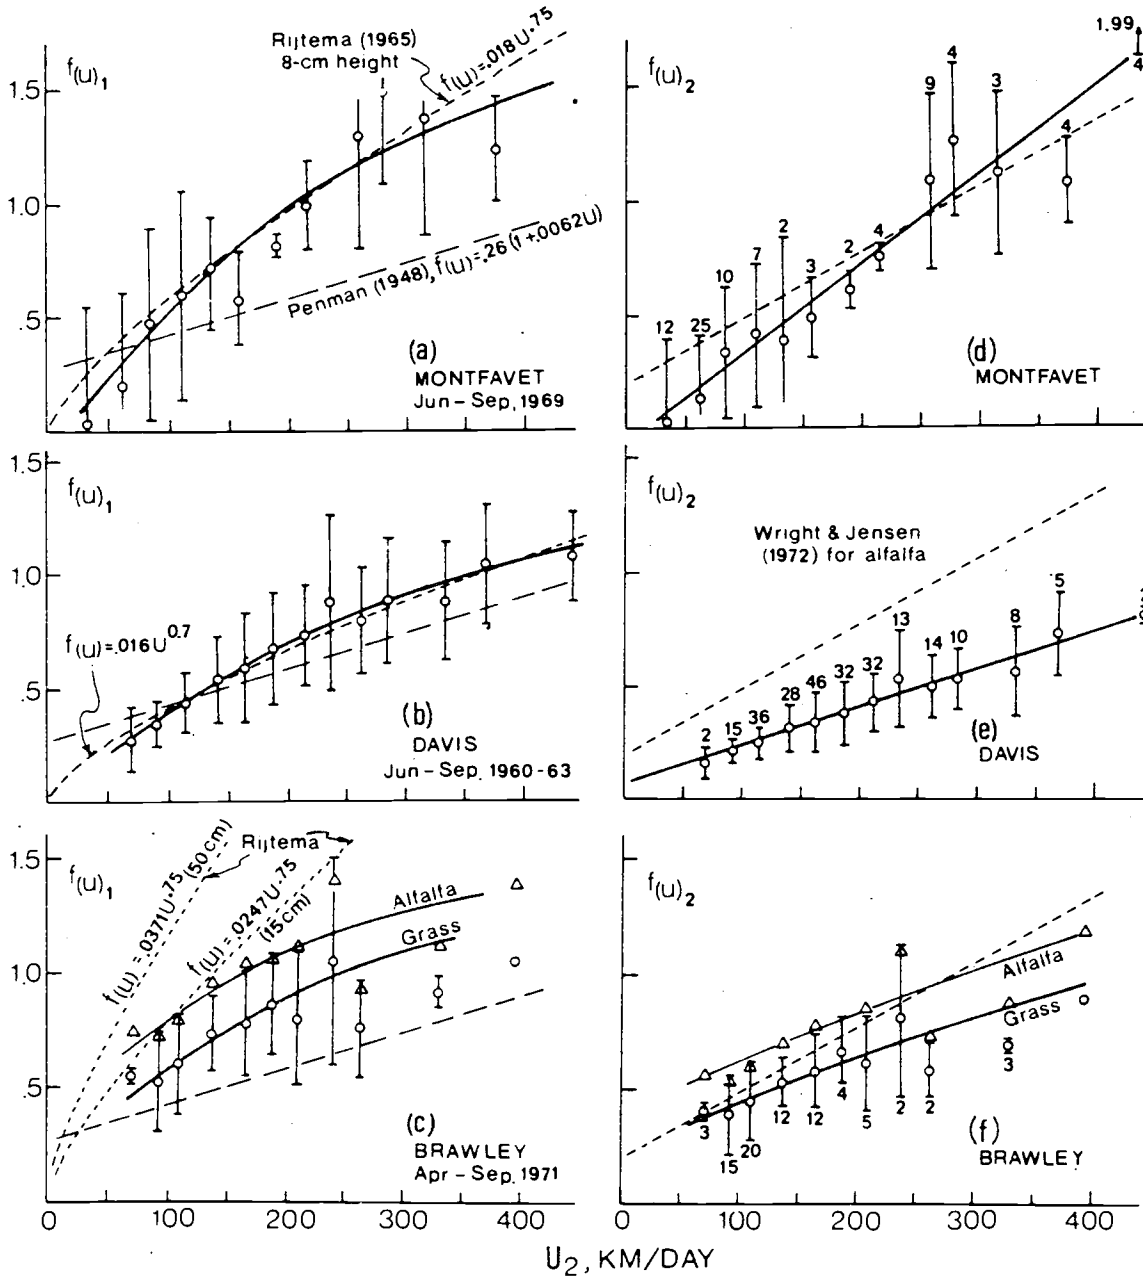 1.5
1.0
.5
f(u)1
Rijtema (1965)
8-cm height
f(u)=.018U.75
Penman (1948), f(u)=.26(1+.0062U)
(a)
MONTFAVET
Jun-Sep, 1969
f(u)2
12
25
10
7
2
3
2
4
9
4
3
4
1.99
4
(d)
MONTFAVET
1.5
1.0
.5
f(u)1
f(u)=.016U0.7
(b)
DAVIS
Jun-Sep. 1960-63
f(u)2
Wright & Jensen
(1972) for alfalfa
2
15
36
28
46
32
32
13
14
10
8
5
(e)
DAVIS
1.5
1.0
.5
f(u)1
Rijtema
f(u)=.0371U.75(50cm)
f(u)=.0247U.75
(15cm)
Alfalfa
Grass
(c)
BRAWLEY
Apr-Sep, 1971
0
100
200
300
400
f(u)2
Alfalfa
Grass
3
15
20
12
12
4
5
2
2
3
(f)
BRAWLEY
0
100
200
300
400
U2, KM/DAY